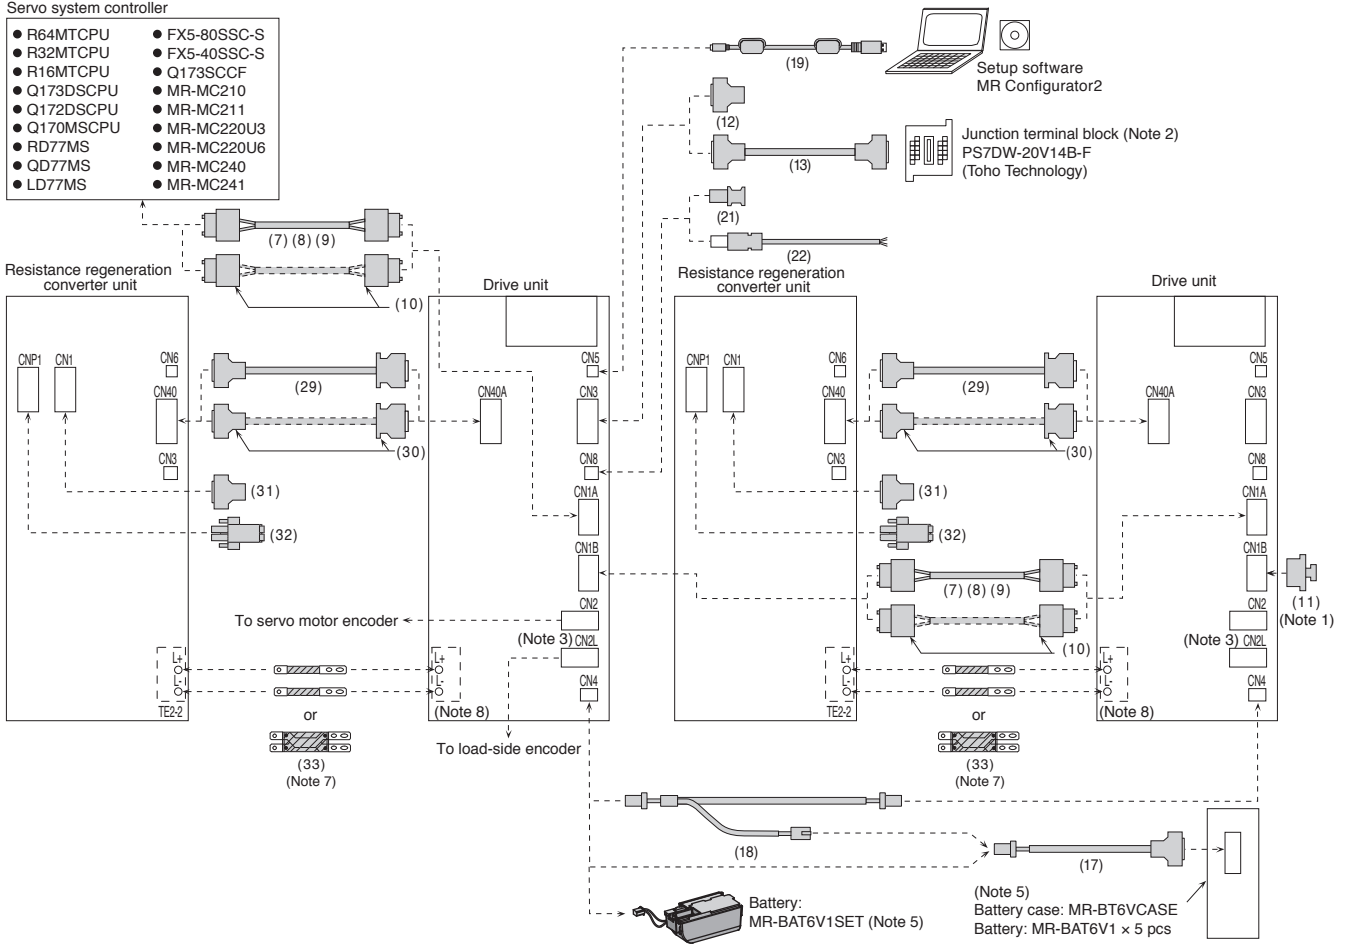 Servo system controller
● R64MTCPU
● R32MTCPU
● R16MTCPU
● Q173DSCPU
● Q172DSCPU
● Q170MSCPU
● RD77MS
● QD77MS
● LD77MS
● FX5-80SSC-S
● FX5-40SSC-S
● Q173SCCF
● MR-MC210
● MR-MC211
● MR-MC220U3
● MR-MC220U6
● MR-MC240
● MR-MC241
(19)
Setup software
MR Configurator2
(12)
(13)
Junction terminal block (Note 2)
PS7DW-20V14B-F
(Toho Technology)
(21)
(22)
(7) (8) (9)
(10)
Resistance regeneration
converter unit
CNP1
CN1
CN6
CN40
CN3
(29)
(30)
(31)
(32)
L+
L-
TE2-2
or
(33)
(Note 7)
Drive unit
CN5
CN40A
CN3
CN8
CN1A
CN1B
CN2
To servo motor encoder
(Note 3)
CN2L
CN4
L+
L-
(Note 8)
To load-side encoder
Resistance regeneration
converter unit
CNP1
CN1
CN6
CN40
CN3
(29)
(30)
(31)
(32)
(7) (8) (9)
(10)
L+
L-
TE2-2
or
(33)
(Note 7)
Drive unit
CN5
CN40A
CN3
CN8
CN1A
CN1B
(11)
(Note 1)
CN2
(Note 3)
CN2L
CN4
L+
L-
(Note 8)
(18)
(17)
Battery:
MR-BAT6V1SET (Note 5)
(Note 5)
Battery case: MR-BT6VCASE
Battery: MR-BAT6V1 × 5 pcs